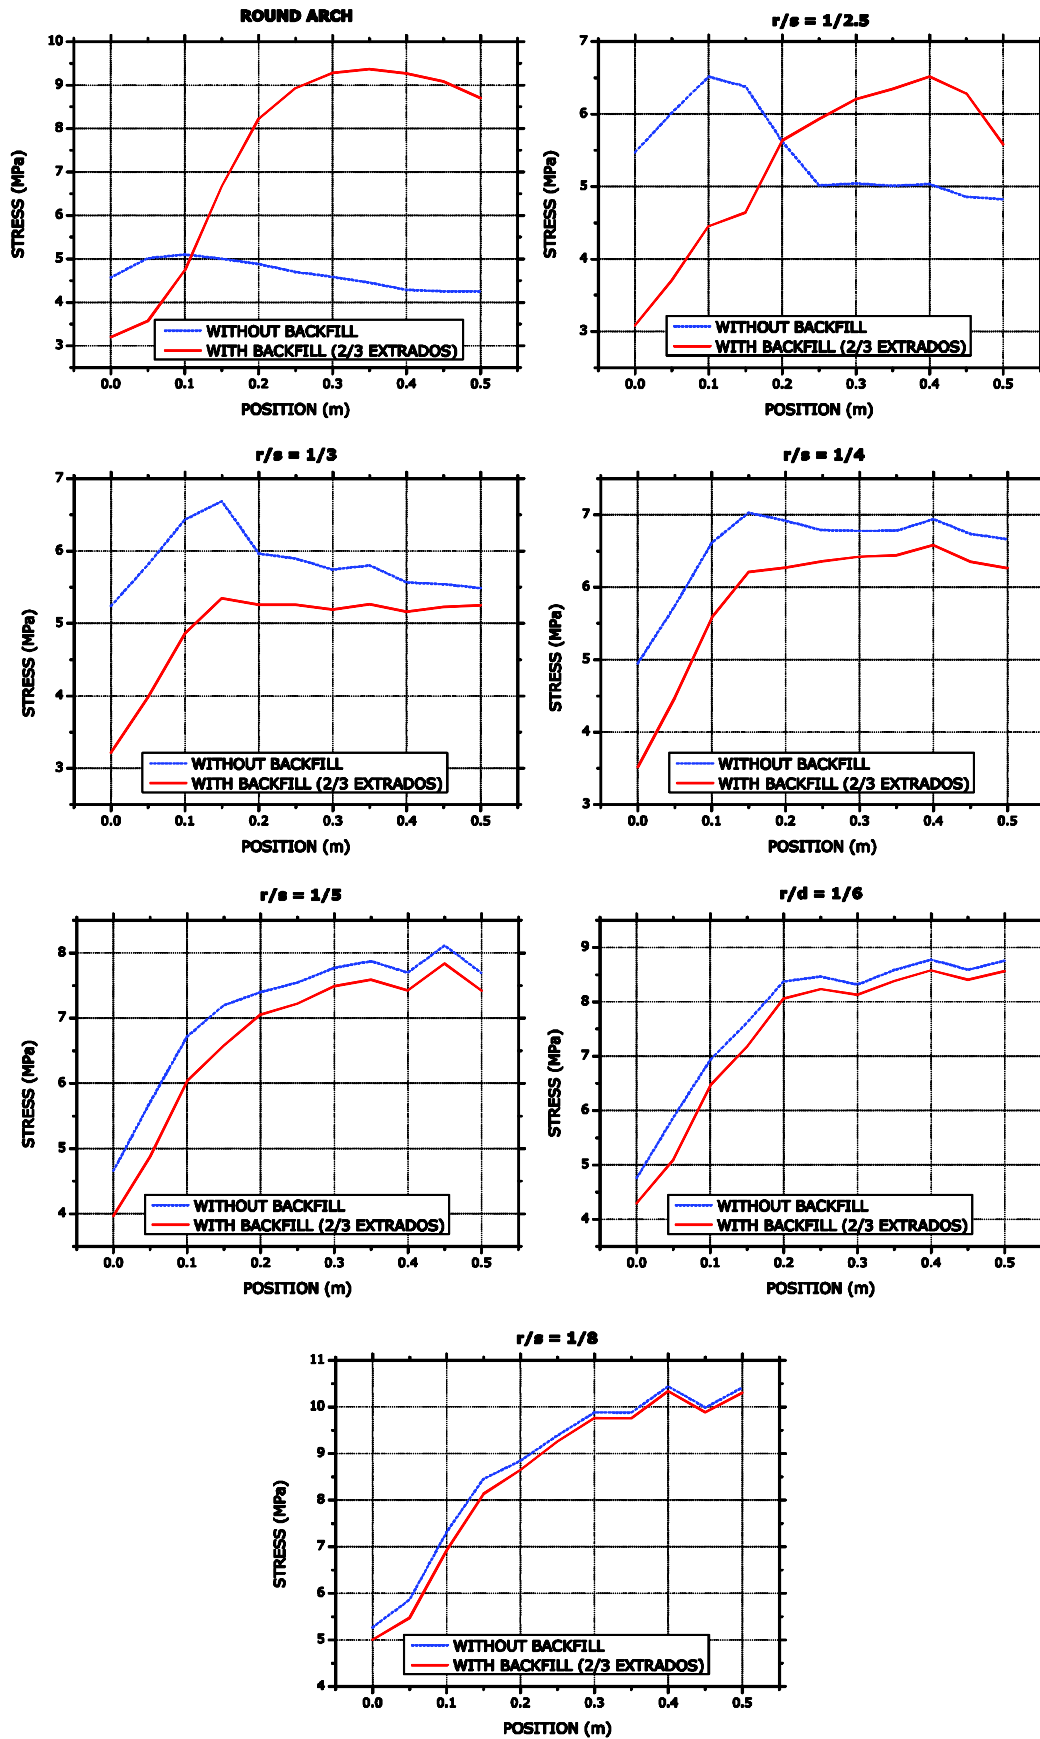 ROUND ARCH
10
9
8
7
6
5
4
3
STRESS (MPa)
WITHOUT BACKFILL
WITH BACKFILL (2/3 EXTRADOS)
0.0 0.1 0.2 0.3 0.4 0.5
POSITION (m)
r/s = 1/2.5
7
6
5
4
3
STRESS (MPa)
WITHOUT BACKFILL
WITH BACKFILL (2/3 EXTRADOS)
0.0 0.1 0.2 0.3 0.4 0.5
POSITION (m)
r/s = 1/3
7
6
5
4
3
STRESS (MPa)
WITHOUT BACKFILL
WITH BACKFILL (2/3 EXTRADOS)
0.0 0.1 0.2 0.3 0.4 0.5
POSITION (m)
r/s = 1/4
7
6
5
4
3
STRESS (MPa)
WITHOUT BACKFILL
WITH BACKFILL (2/3 EXTRADOS)
0.0 0.1 0.2 0.3 0.4 0.5
POSITION (m)
r/s = 1/5
8
7
6
5
4
STRESS (MPa)
WITHOUT BACKFILL
WITH BACKFILL (2/3 EXTRADOS)
0.0 0.1 0.2 0.3 0.4 0.5
POSITION (m)
r/d = 1/6
9
8
7
6
5
4
STRESS (MPa)
WITHOUT BACKFILL
WITH BACKFILL (2/3 EXTRADOS)
0.0 0.1 0.2 0.3 0.4 0.5
POSITION (m)
r/s = 1/8
11
10
9
8
7
6
5
4
STRESS (MPa)
WITHOUT BACKFILL
WITH BACKFILL (2/3 EXTRADOS)
0.0 0.1 0.2 0.3 0.4 0.5
POSITION (m)